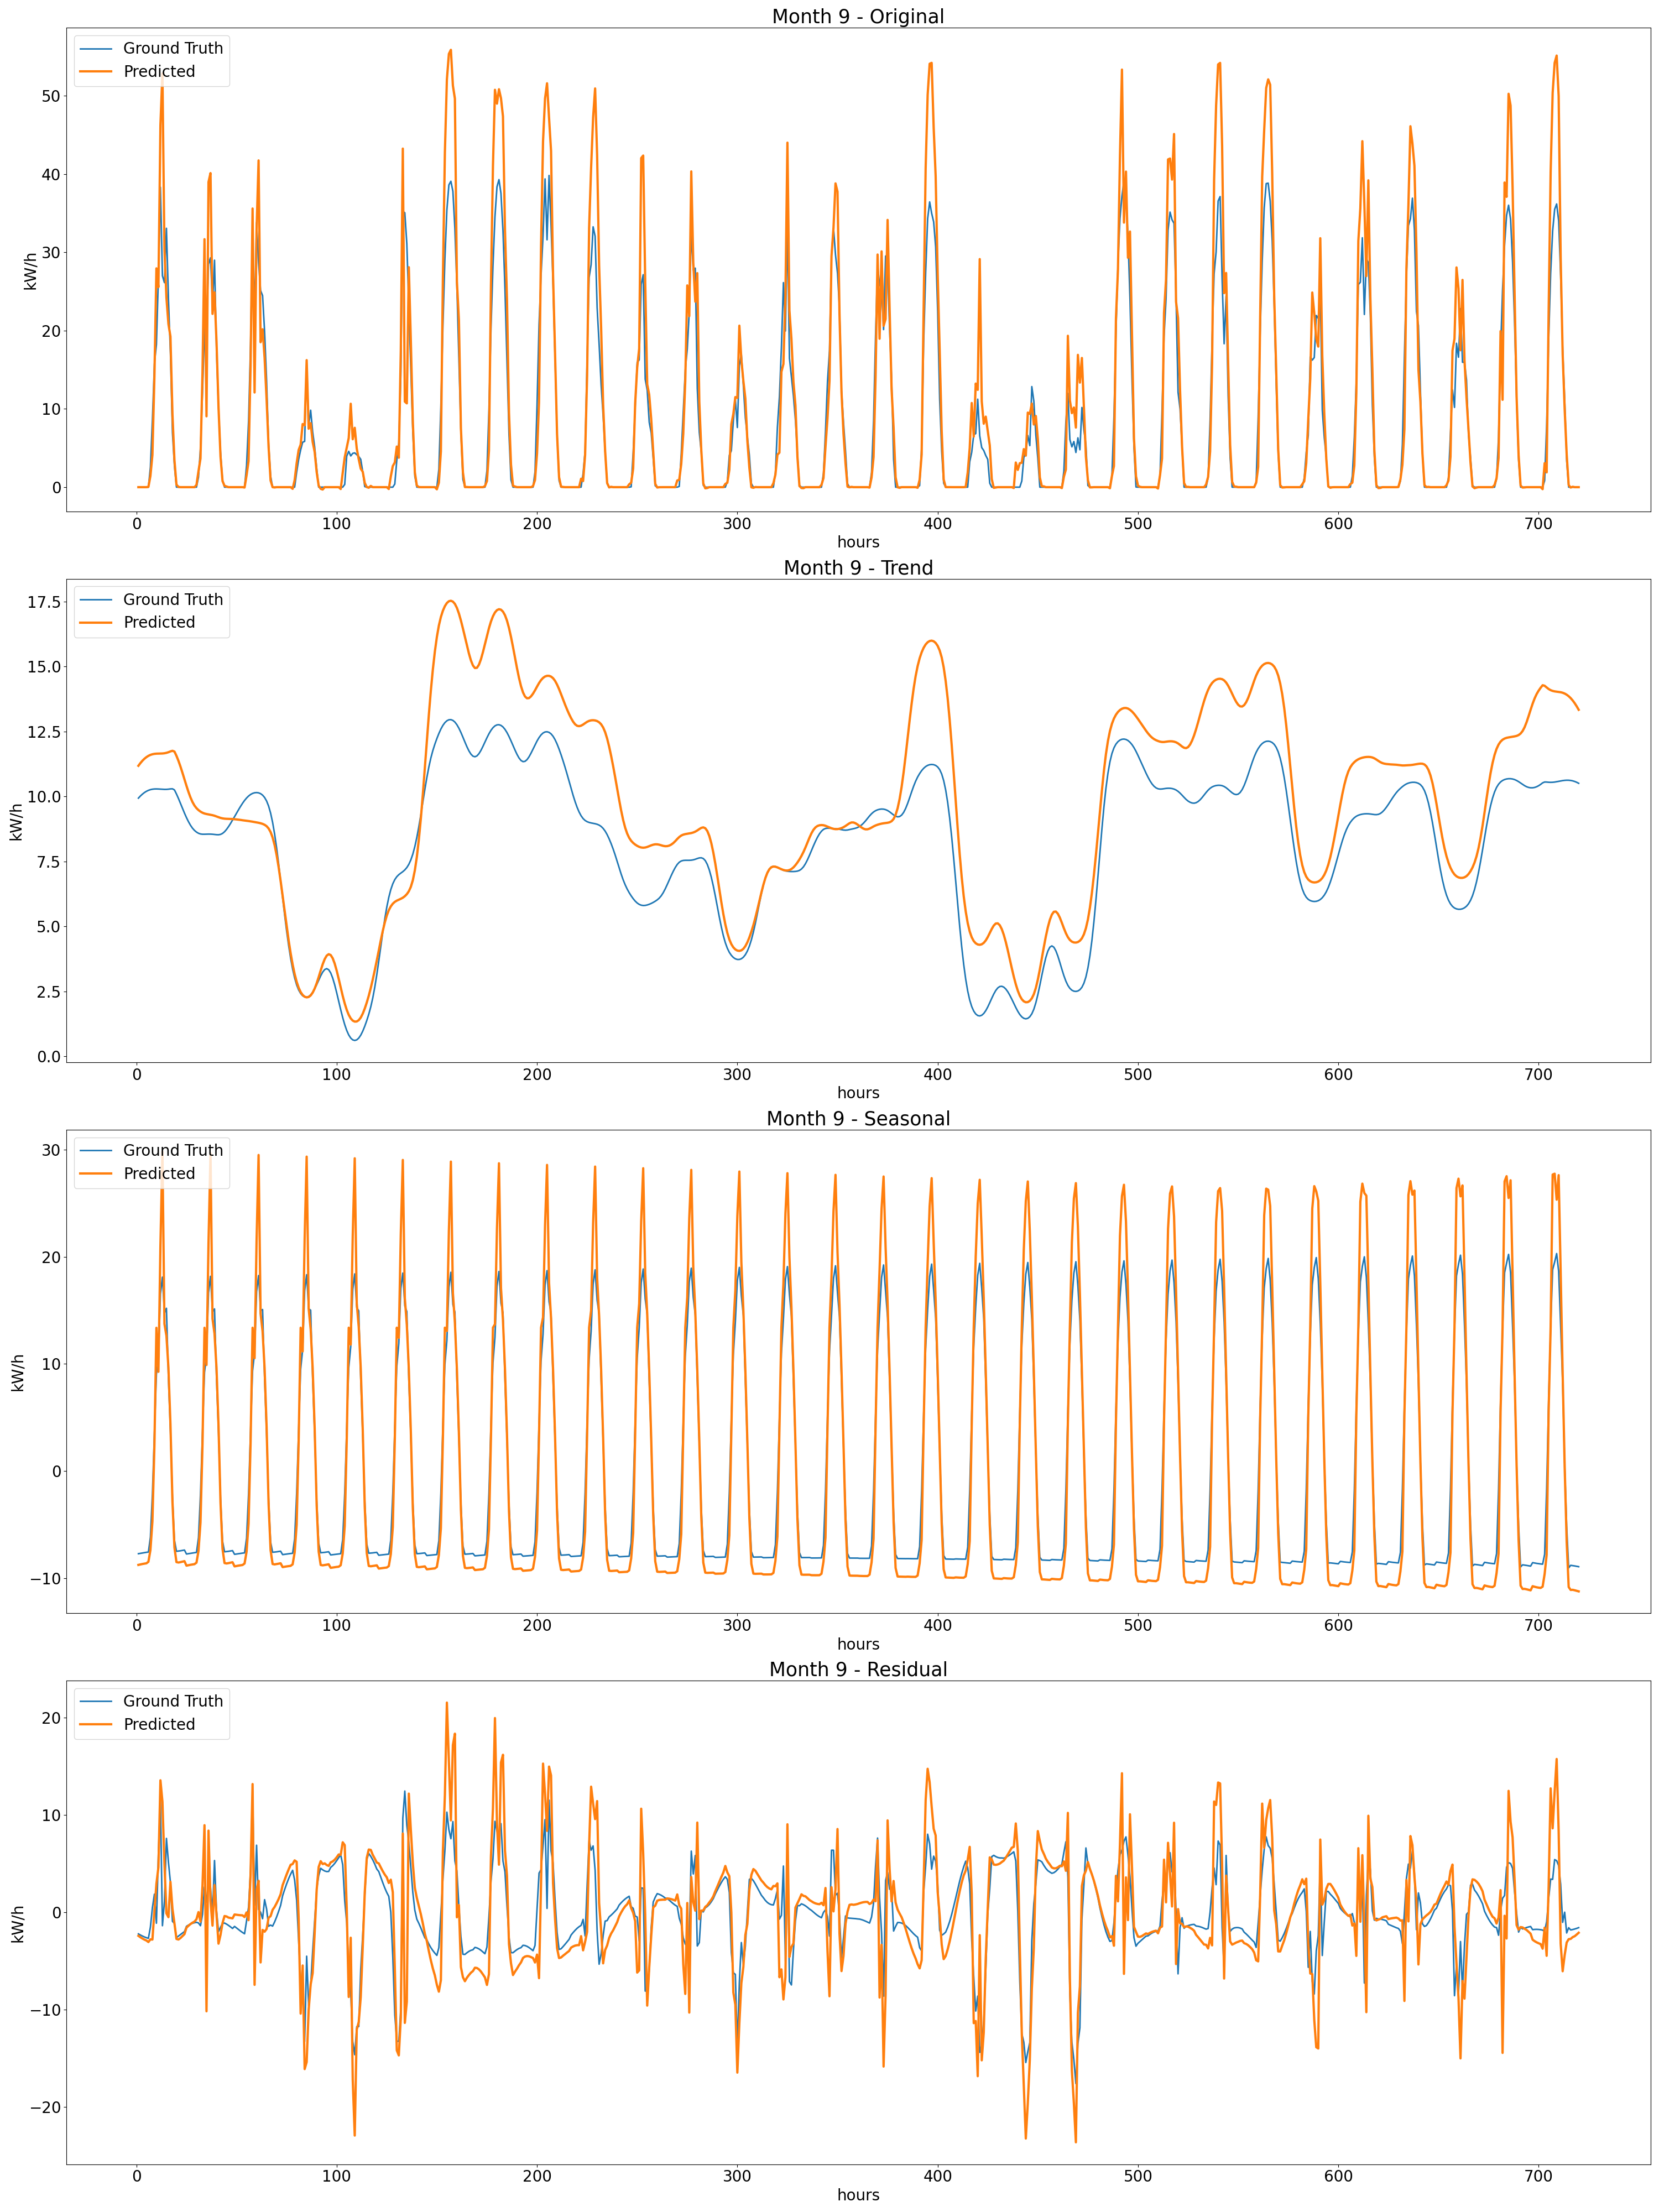 Month 9 - Original
Ground Truth
Predicted
kW/h
50
40
30
20
10
0
0 100 200 300 400 500 600 700
hours
Month 9 - Trend
Ground Truth
Predicted
kW/h
17.5
15.0
12.5
10.0
7.5
5.0
2.5
0.0
0 100 200 300 400 500 600 700
hours
Month 9 - Seasonal
Ground Truth
Predicted
kW/h
30
20
10
0
−10
0 100 200 300 400 500 600 700
hours
Month 9 - Residual
Ground Truth
Predicted
kW/h
20
10
0
−10
−20
0 100 200 300 400 500 600 700
hours